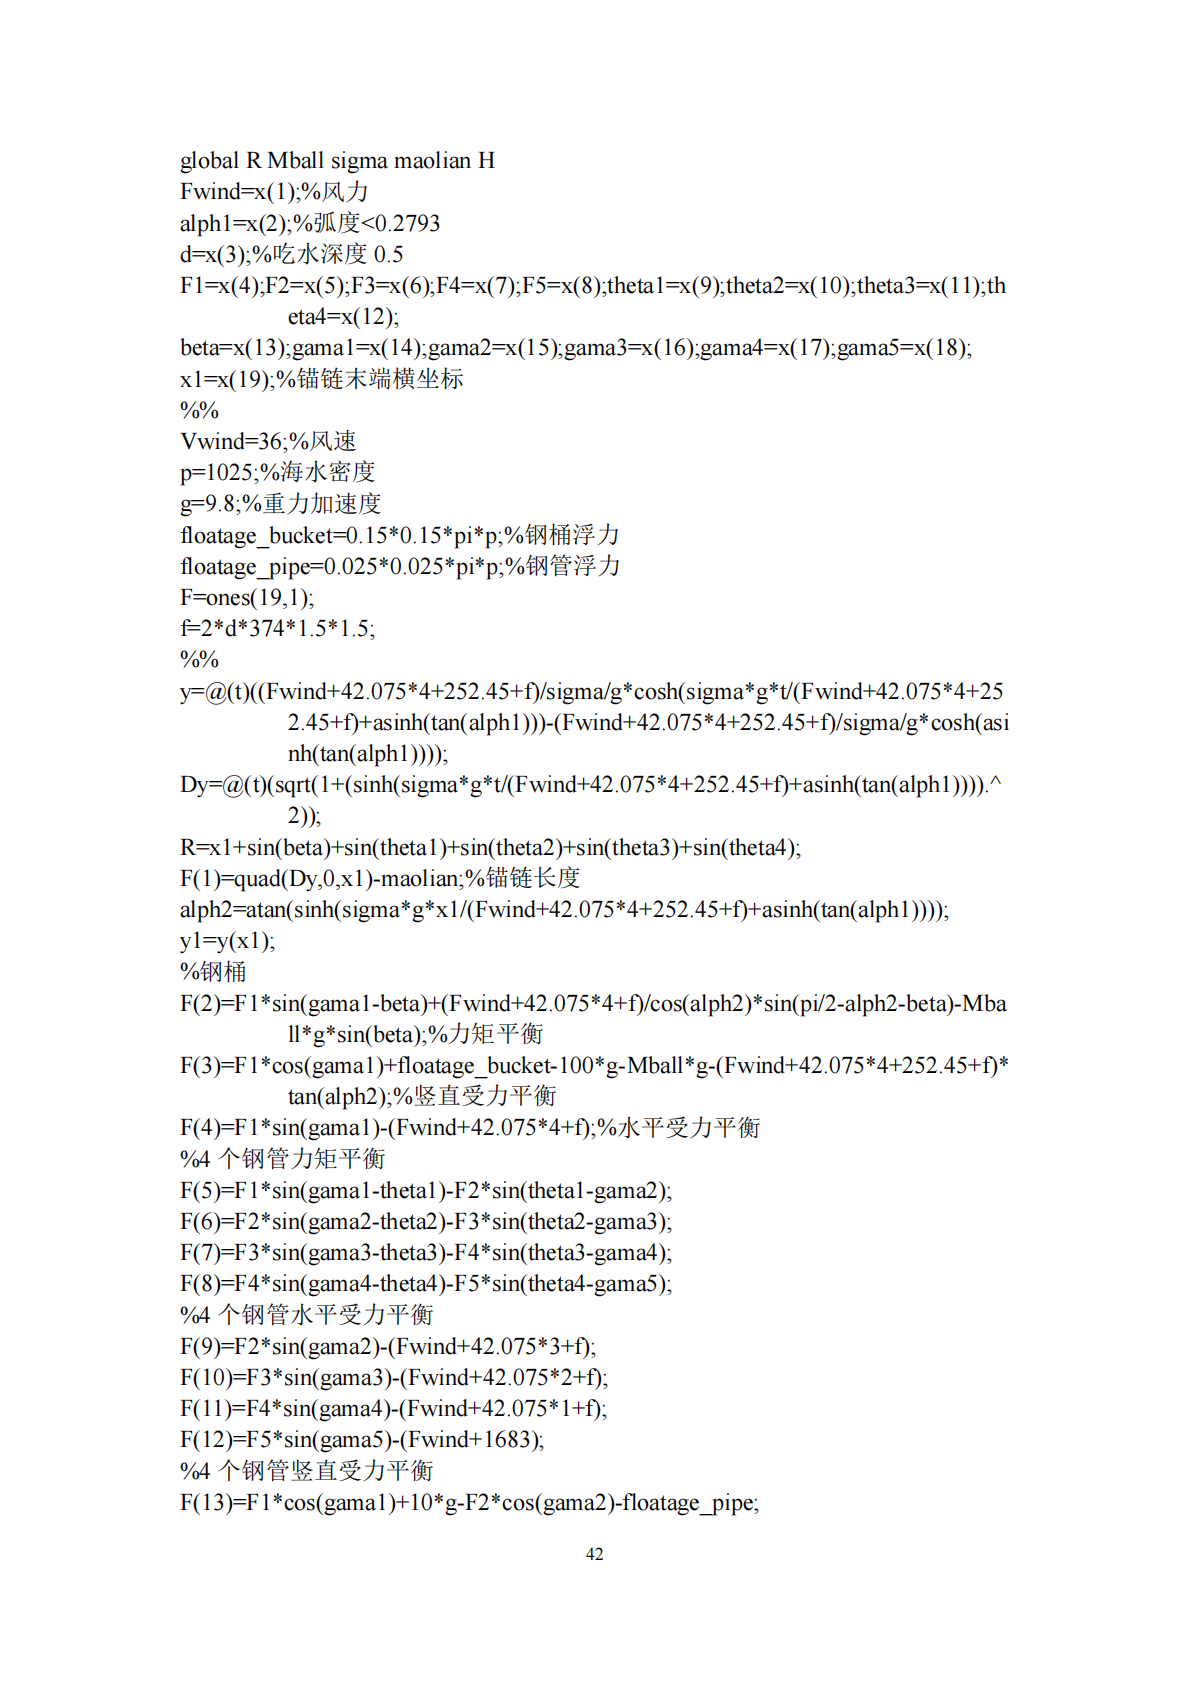 global R Mball sigma maolian H
Fwind=x(1);%风力
alph1=x(2);%弧度<0.2793
d=x(3);%吃水深度 0.5
F1=x(4);F2=x(5);F3=x(6);F4=x(7);F5=x(8);theta1=x(9);theta2=x(10);theta3=x(11);th
eta4=x(12);
beta=x(13);gama1=x(14);gama2=x(15);gama3=x(16);gama4=x(17);gama5=x(18);
x1=x(19);%锚链末端横坐标
%%
Vwind=36;%风速
p=1025;%海水密度
g=9.8;%重力加速度
floatage_bucket=0.15*0.15*pi*p;%钢桶浮力
floatage_pipe=0.025*0.025*pi*p;%钢管浮力
F=ones(19,1);
f=2*d*374*1.5*1.5;
%%
y=@(t)((Fwind+42.075*4+252.45+f)/sigma/g*cosh(sigma*g*t/(Fwind+42.075*4+25
2.45+f)+asinh(tan(alph1)))-(Fwind+42.075*4+252.45+f)/sigma/g*cosh(asi
nh(tan(alph1))));
Dy=@(t)(sqrt(1+(sinh(sigma*g*t/(Fwind+42.075*4+252.45+f)+asinh(tan(alph1)))).^
2));
R=x1+sin(beta)+sin(theta1)+sin(theta2)+sin(theta3)+sin(theta4);
F(1)=quad(Dy,0,x1)-maolian;%锚链长度
alph2=atan(sinh(sigma*g*x1/(Fwind+42.075*4+252.45+f)+asinh(tan(alph1))));
y1=y(x1);
%钢桶
F(2)=F1*sin(gama1-beta)+(Fwind+42.075*4+f)/cos(alph2)*sin(pi/2-alph2-beta)-Mba
ll*g*sin(beta);%力矩平衡
F(3)=F1*cos(gama1)+floatage_bucket-100*g-Mball*g-(Fwind+42.075*4+252.45+f)*
tan(alph2);%竖直受力平衡
F(4)=F1*sin(gama1)-(Fwind+42.075*4+f);%水平受力平衡
%4 个钢管力矩平衡
F(5)=F1*sin(gama1-theta1)-F2*sin(theta1-gama2);
F(6)=F2*sin(gama2-theta2)-F3*sin(theta2-gama3);
F(7)=F3*sin(gama3-theta3)-F4*sin(theta3-gama4);
F(8)=F4*sin(gama4-theta4)-F5*sin(theta4-gama5);
%4 个钢管水平受力平衡
F(9)=F2*sin(gama2)-(Fwind+42.075*3+f);
F(10)=F3*sin(gama3)-(Fwind+42.075*2+f);
F(11)=F4*sin(gama4)-(Fwind+42.075*1+f);
F(12)=F5*sin(gama5)-(Fwind+1683);
%4 个钢管竖直受力平衡
F(13)=F1*cos(gama1)+10*g-F2*cos(gama2)-floatage_pipe;
42